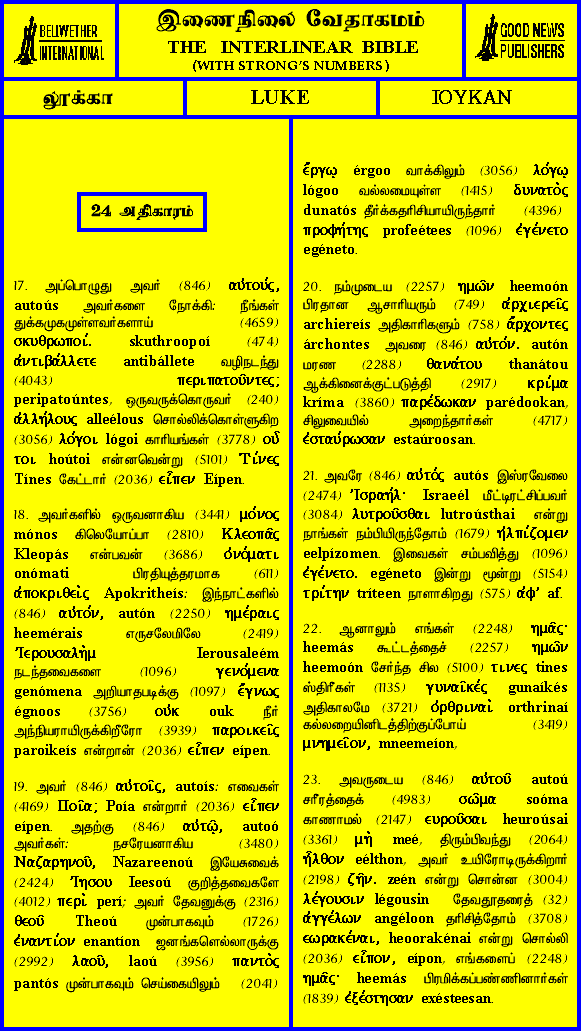 BELLWETHER
INTERNATIONAL
இணைநிலை வேதாகமம்
THE INTERLINEAR BIBLE
(WITH STRONG'S NUMBERS)
GOOD NEWS
PUBLISHERS
லூக்கா
LUKE
IOYKAN
24 அதிகாரம்
17. அப்பொழுது அவர் (846) αὐτούς,
autoús அவர்களை நோக்கி: நீங்கள்
துக்கமுகமுள்ளவர்களாய் (4659)
σκυθρωποί. skuthroopoí (474)
ἀντιβάλλετε antibállete வழிநடந்து
(4043) περιπατοῦντες;
peripatoúntes, ஒருவருக்கொருவர் (240)
ἀλλήλους alleélous சொல்லிக்கொள்ளுகிற
(3056) λόγοι lógoi காரியங்கள் (3778) οὗ
τοι hoútoi என்னவென்று (5101) Τίνες
Tínes கேட்டார் (2036) εἶπεν Eípen.
18. அவர்களில் ஒருவனாகிய (3441) μόνος
mónos கிலெயோப்பா (2810) Κλεοπᾶς
Kleopás என்பவன் (3686) ὀνόματι
onómati பிரதியுத்தரமாக (611)
ἀποκριθεὶς Apokritheís: இந்நாட்களில்
(846) αὐτόν, autón (2250) ημέραις
heemérais எருசலேமிலே (2419)
Ἰερουσαλὴμ Ierousaleém
நடந்தவைகளை (1096) γενόμενα
genómena அறியாதபடிக்கு (1097) ἔγνως
égnoos (3756) οὐκ ouk நீர்
அந்நியராயிருக்கிறீரோ (3939) παροικεῖς
paroikeís என்றான் (2036) εἶπεν eípen.
19. அவர் (846) αὐτοῖς, autoís: எவைகள்
(4169) Ποῖα; Poía என்றார் (2036) εἶπεν
eípen. அதற்கு (846) αὐτῷ, autoó
அவர்கள்: நசரேயனாகிய (3480)
Ναζαρηνοῦ, Nazareenoú இயேசுவைக்
(2424) Ἰησου Ieesoú குறித்தவைகளே
(4012) περὶ perí; அவர் தேவனுக்கு (2316)
θεοῦ Theoú முன்பாகவும் (1726)
ἐναντίον enantíon ஜனங்களெல்லாருக்கு
(2992) λαοῦ, laoú (3956) παντὸς
pantós முன்பாகவும் செய்கையிலும் (2041)
ἔργῳ érgoo வாக்கிலும் (3056) λόγῳ
lógoo வல்லமையுள்ள (1415) δυνατὸς
dunatós தீர்க்கதரிசியாயிருந்தார் (4396)
προφήτης profeétees (1096) ἐγένετο
egéneto.
20. நம்முடைய (2257) ημῶν heemoón
பிரதான ஆசாரியரும் (749) ἀρχιερεῖς
archiereís அதிகாரிகளும் (758) ἄρχοντες
árchontes அவரை (846) αὐτόν. autón
மரண (2288) θανάτου thanátou
ஆக்கினைக்குட்படுத்தி (2917) κρίμα
kríma (3860) παρέδωκαν parédookan,
சிலுவையில் அறைந்தார்கள் (4717)
ἐσταύρωσαν estaúroosan.
21. அவரே (846) αὐτός autós இஸ்ரவேலை
(2474) Ἰσραήλ· Israeél மீட்டிரட்சிப்பவர்
(3084) λυτροῦσθαι lutroústhai என்று
நாங்கள் நம்பியிருந்தோம் (1679) ἠλπίζομεν
eelpízomen. இவைகள் சம்பவித்து (1096)
ἐγένετο. egéneto இன்று மூன்று (5154)
τρίτην tríteen நாளாகிறது (575) ἀφ' af.
22. ஆனாலும் எங்கள் (2248) ημᾶς·
heemás கூட்டத்தைச் (2257) ημῶν
heemoón சேர்ந்த சில (5100) τινες tines
ஸ்திரீகள் (1135) γυναῖκές gunaíkés
அதிகாலமே (3721) ὀρθριναὶ orthrinaí
கல்லறையினிடத்திற்குப்போய் (3419)
μνημεῖον, mneemeíon,
23. அவருடைய (846) αὐτοῦ autoú
சரீரத்தைக் (4983) σῶμα soóma
காணாமல் (2147) ευροῦσαι heuroúsai
(3361) μὴ meé, திரும்பிவந்து (2064)
ἦλθον eélthon, அவர் உயிரோடிருக்கிறார்
(2198) ζῆν. zeén என்று சொன்ன (3004)
λέγουσιν légousin தேவதூதரைத் (32)
ἀγγέλων angéloon தரிசித்தோம் (3708)
εωρακέναι, heoorakénai என்று சொல்லி
(2036) εἶπον, eípon, எங்களைப் (2248)
ημᾶς· heemás பிரமிக்கப்பண்ணினார்கள்
(1839) ἐξέστησαν exésteesan.